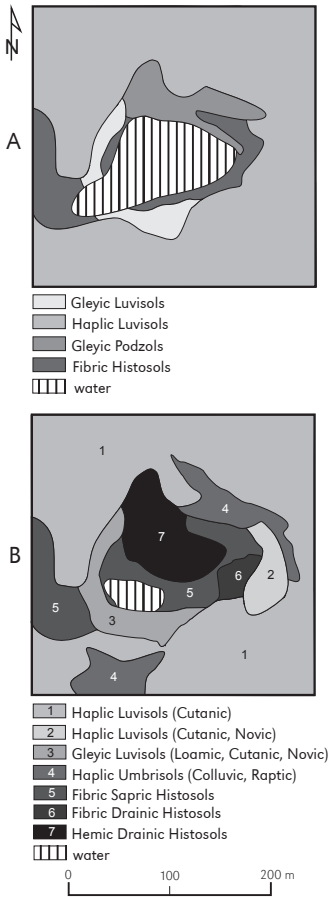 N
A
Gleyic Luvisols
Haplic Luvisols
Gleyic Podzols
Fibric Histosols
water
B
1
4
7
6
2
5
5
3
1
4
1 Haplic Luvisols (Cutanic)
2 Haplic Luvisols (Cutanic, Novic)
3 Gleyic Luvisols (Loamic, Cutanic, Novic)
4 Haplic Umbrisols (Colluvic, Raptic)
5 Fibric Sapric Histosols
6 Fibric Drainic Histosols
7 Hemic Drainic Histosols
water
0 100 200 m